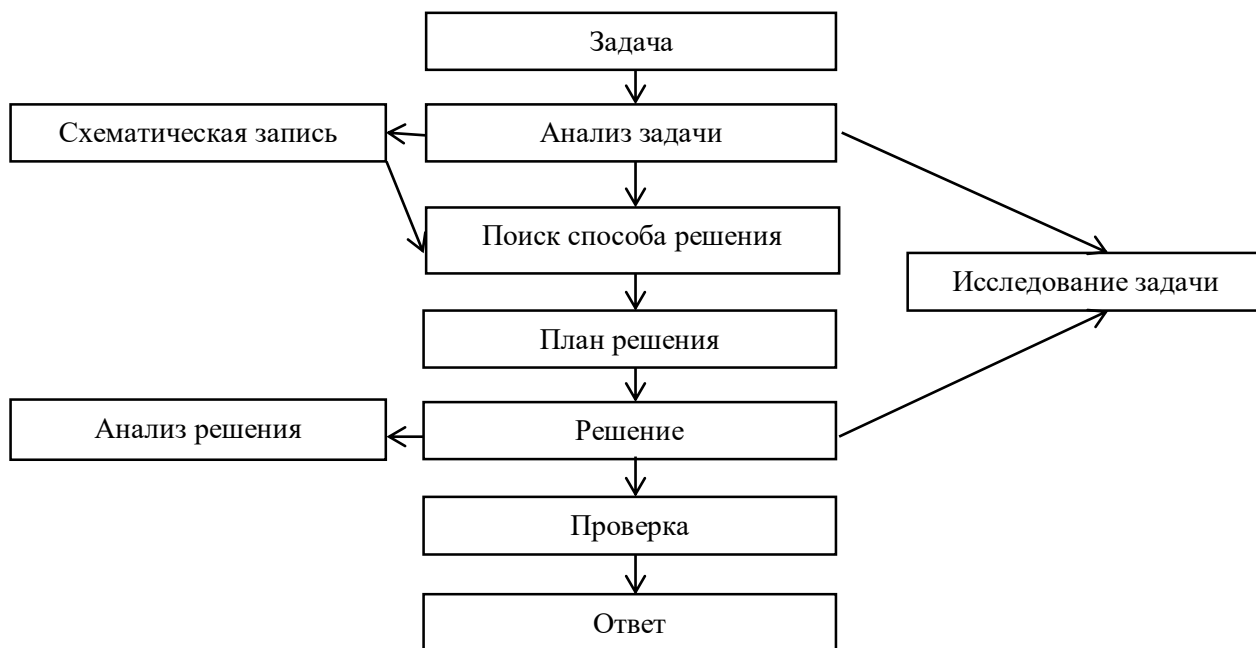 Задача
Схематическая запись
Анализ задачи
Поиск способа решения
Исследование задачи
План решения
Анализ решения
Решение
Проверка
Ответ